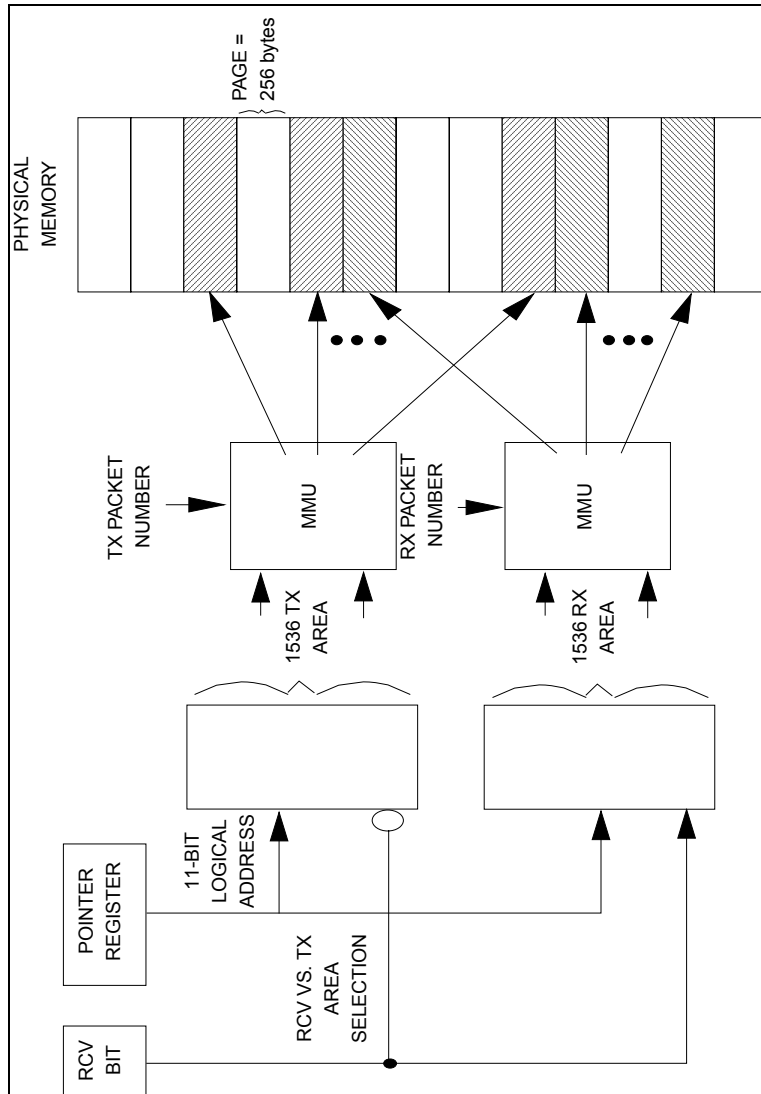 RCV
BIT
POINTER
REGISTER
11-BIT
LOGICAL
ADDRESS
RCV VS. TX
AREA
SELECTION
1536 TX
AREA
1536 RX
AREA
TX PACKET
NUMBER
MMU
RX PACKET
NUMBER
MMU
PHYSICAL
MEMORY
PAGE =
256 bytes